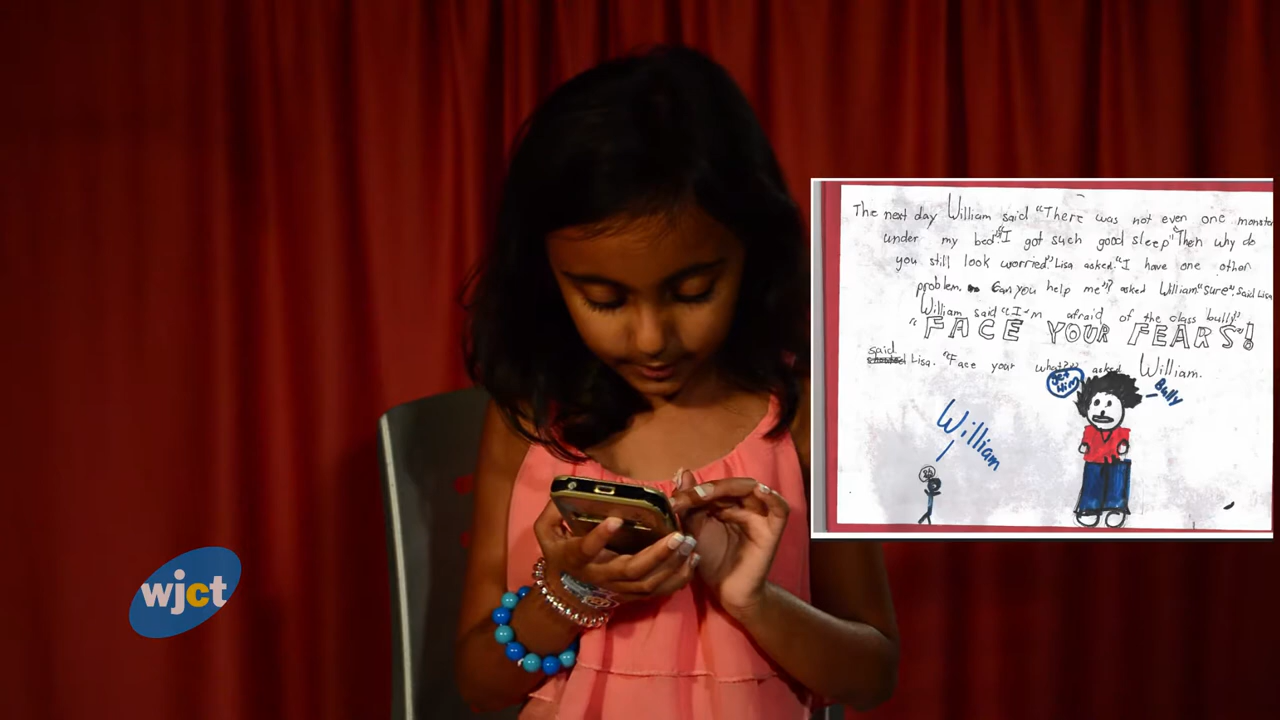 The next day William said "There was not even one monster
under my bed." I got such good sleep" Then why do
you still look worried" Lisa asked. "I have one other
problem. Can you help me"? asked William "sure" said Lisa
William said "I'm afraid of the class bully"
"FACE YOUR FEARS!"
said
Lisa. "Face your what?" asked William.
Get
Him
Bully
William
wjct